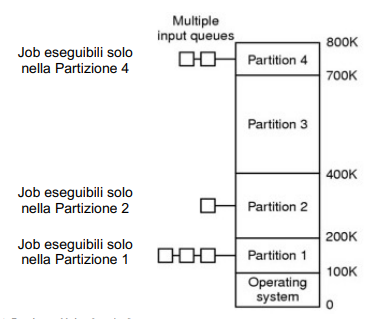 Multiple
input queues
Job eseguibili solo
nella Partizione 4
Partition 4
800K
700K
Partition 3
400K
Job eseguibili solo
nella Partizione 2
Partition 2
200K
Job eseguibili solo
nella Partizione 1
Partition 1
100K
Operating
system
0